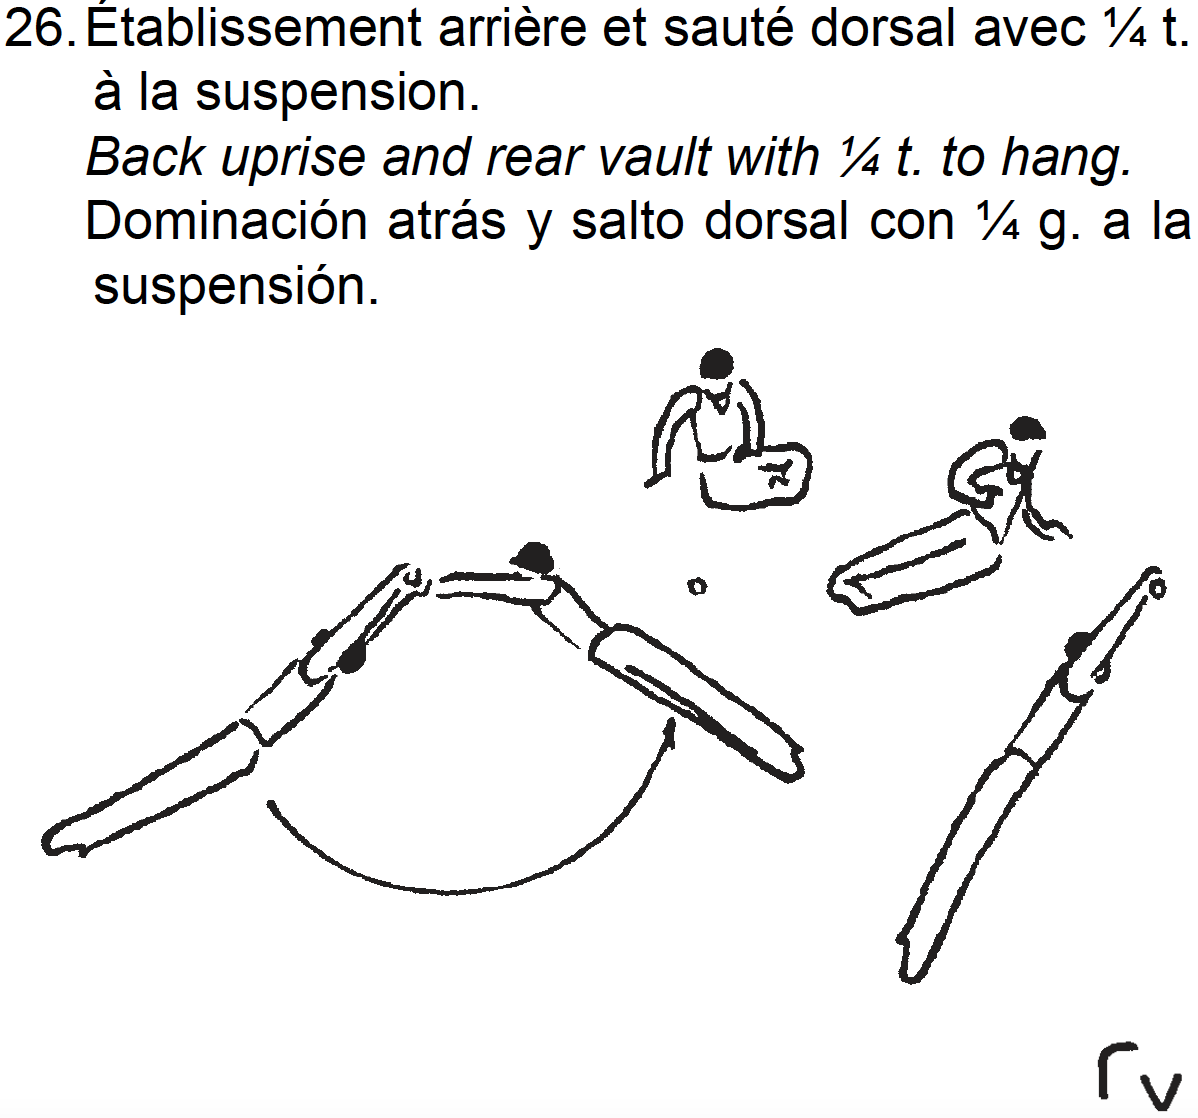 26. Établissement arrière et sauté dorsal avec ¼ t.
à la suspension.
Back uprise and rear vault with ¼ t. to hang.
Dominación atrás y salto dorsal con ¼ g. a la
suspensión.